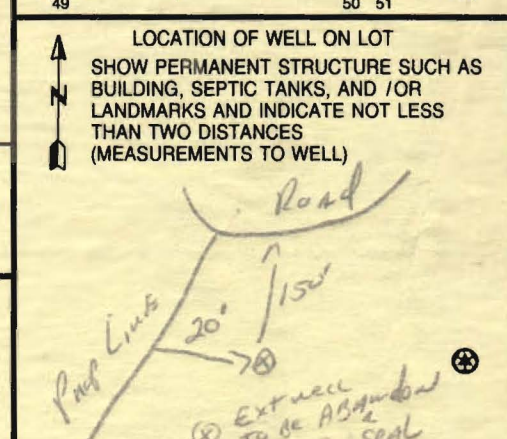 49 50 51
LOCATION OF WELL ON LOT
SHOW PERMANENT STRUCTURE SUCH AS
BUILDING, SEPTIC TANKS, AND /OR
LANDMARKS AND INDICATE NOT LESS
THAN TWO DISTANCES
(MEASUREMENTS TO WELL)
N
Road
150'
20'
Prop Line
Ext well
TO BE ABANDON
SEAL